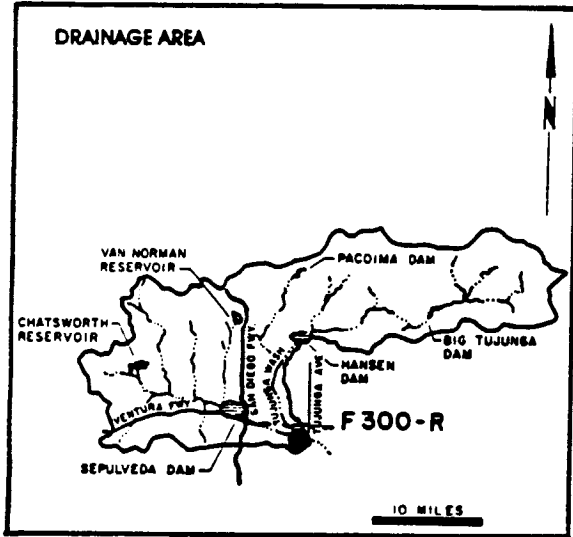 DRAINAGE AREA
N
VAN NORMAN
RESERVOIR
PACOIMA DAM
CHATSWORTH
RESERVOIR
SAN DIEGO FWY
TUJUNGA WASH
TUJUNGA AVE
BIG TUJUNGA
DAM
HANSEN
DAM
VENTURA FWY
F300-R
SEPULVEDA DAM
10 MILES